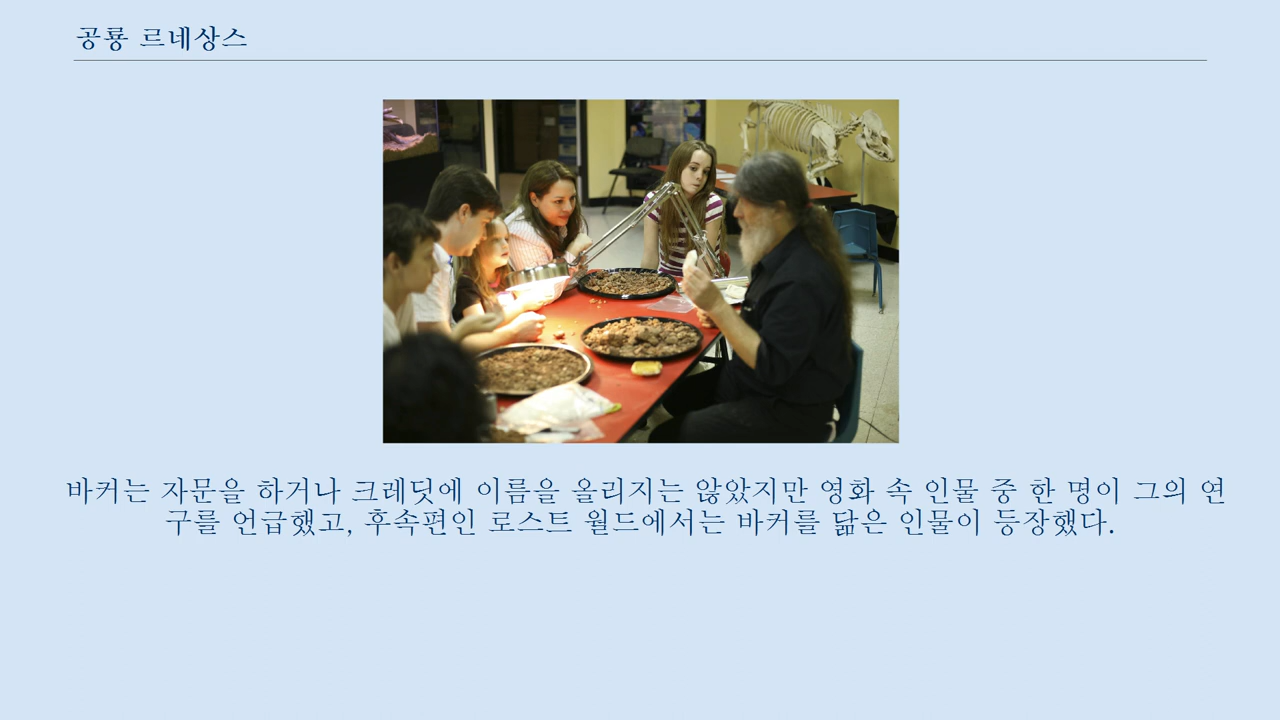 공룡 르네상스
바커는 자문을 하거나 크레딧에 이름을 올리지는 않았지만 영화 속 인물 중 한 명이 그의 연
구를 언급했고, 후속편인 로스트 월드에서는 바커를 닮은 인물이 등장했다.